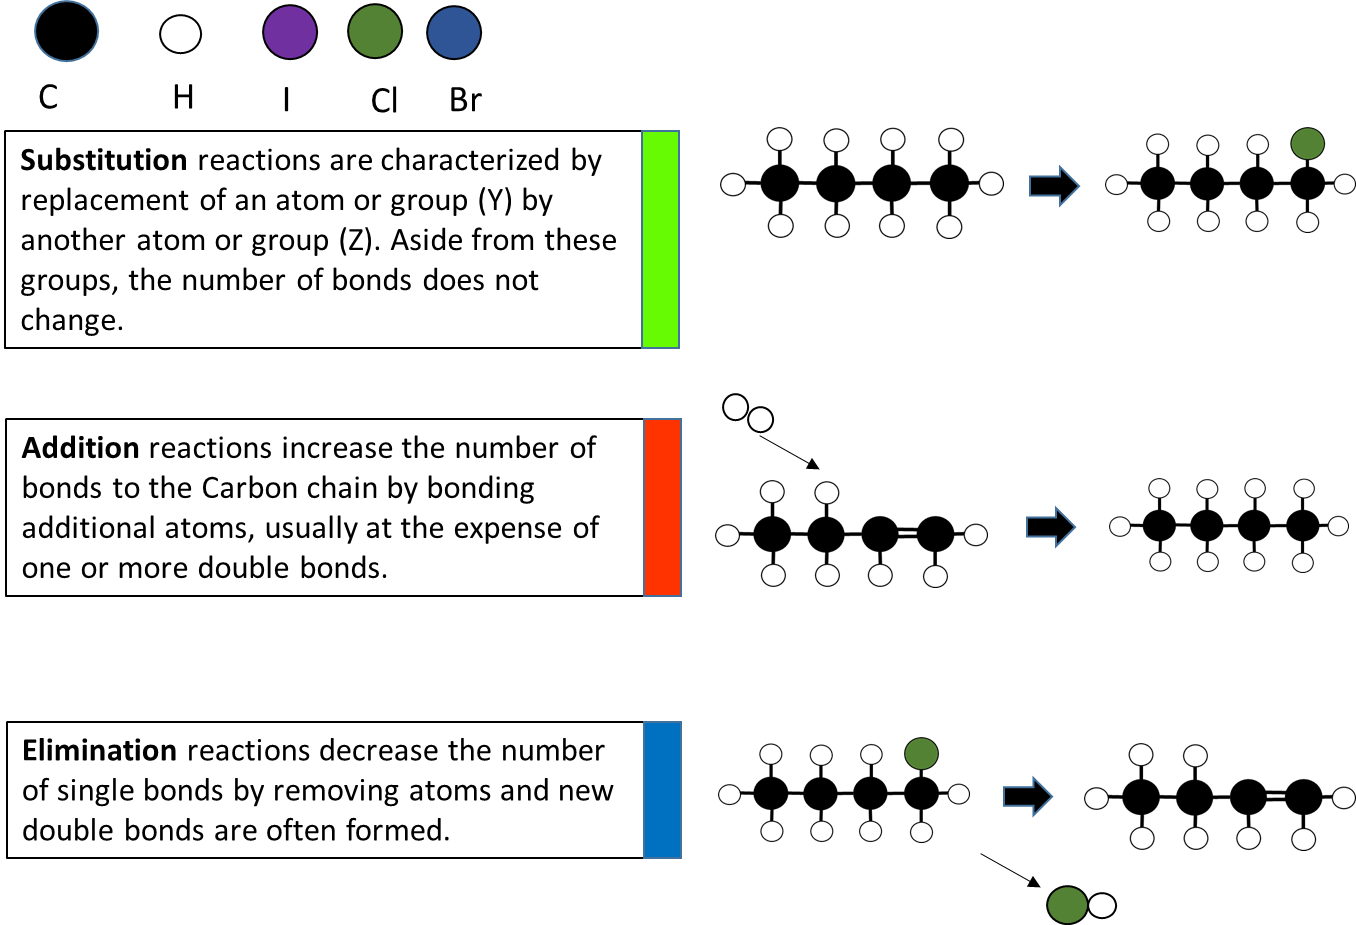 C H I Cl Br
Substitution reactions are characterized by
replacement of an atom or group (Y) by
another atom or group (Z). Aside from these
groups, the number of bonds does not
change.
Addition reactions increase the number of
bonds to the Carbon chain by bonding
additional atoms, usually at the expense of
one or more double bonds.
Elimination reactions decrease the number
of single bonds by removing atoms and new
double bonds are often formed.